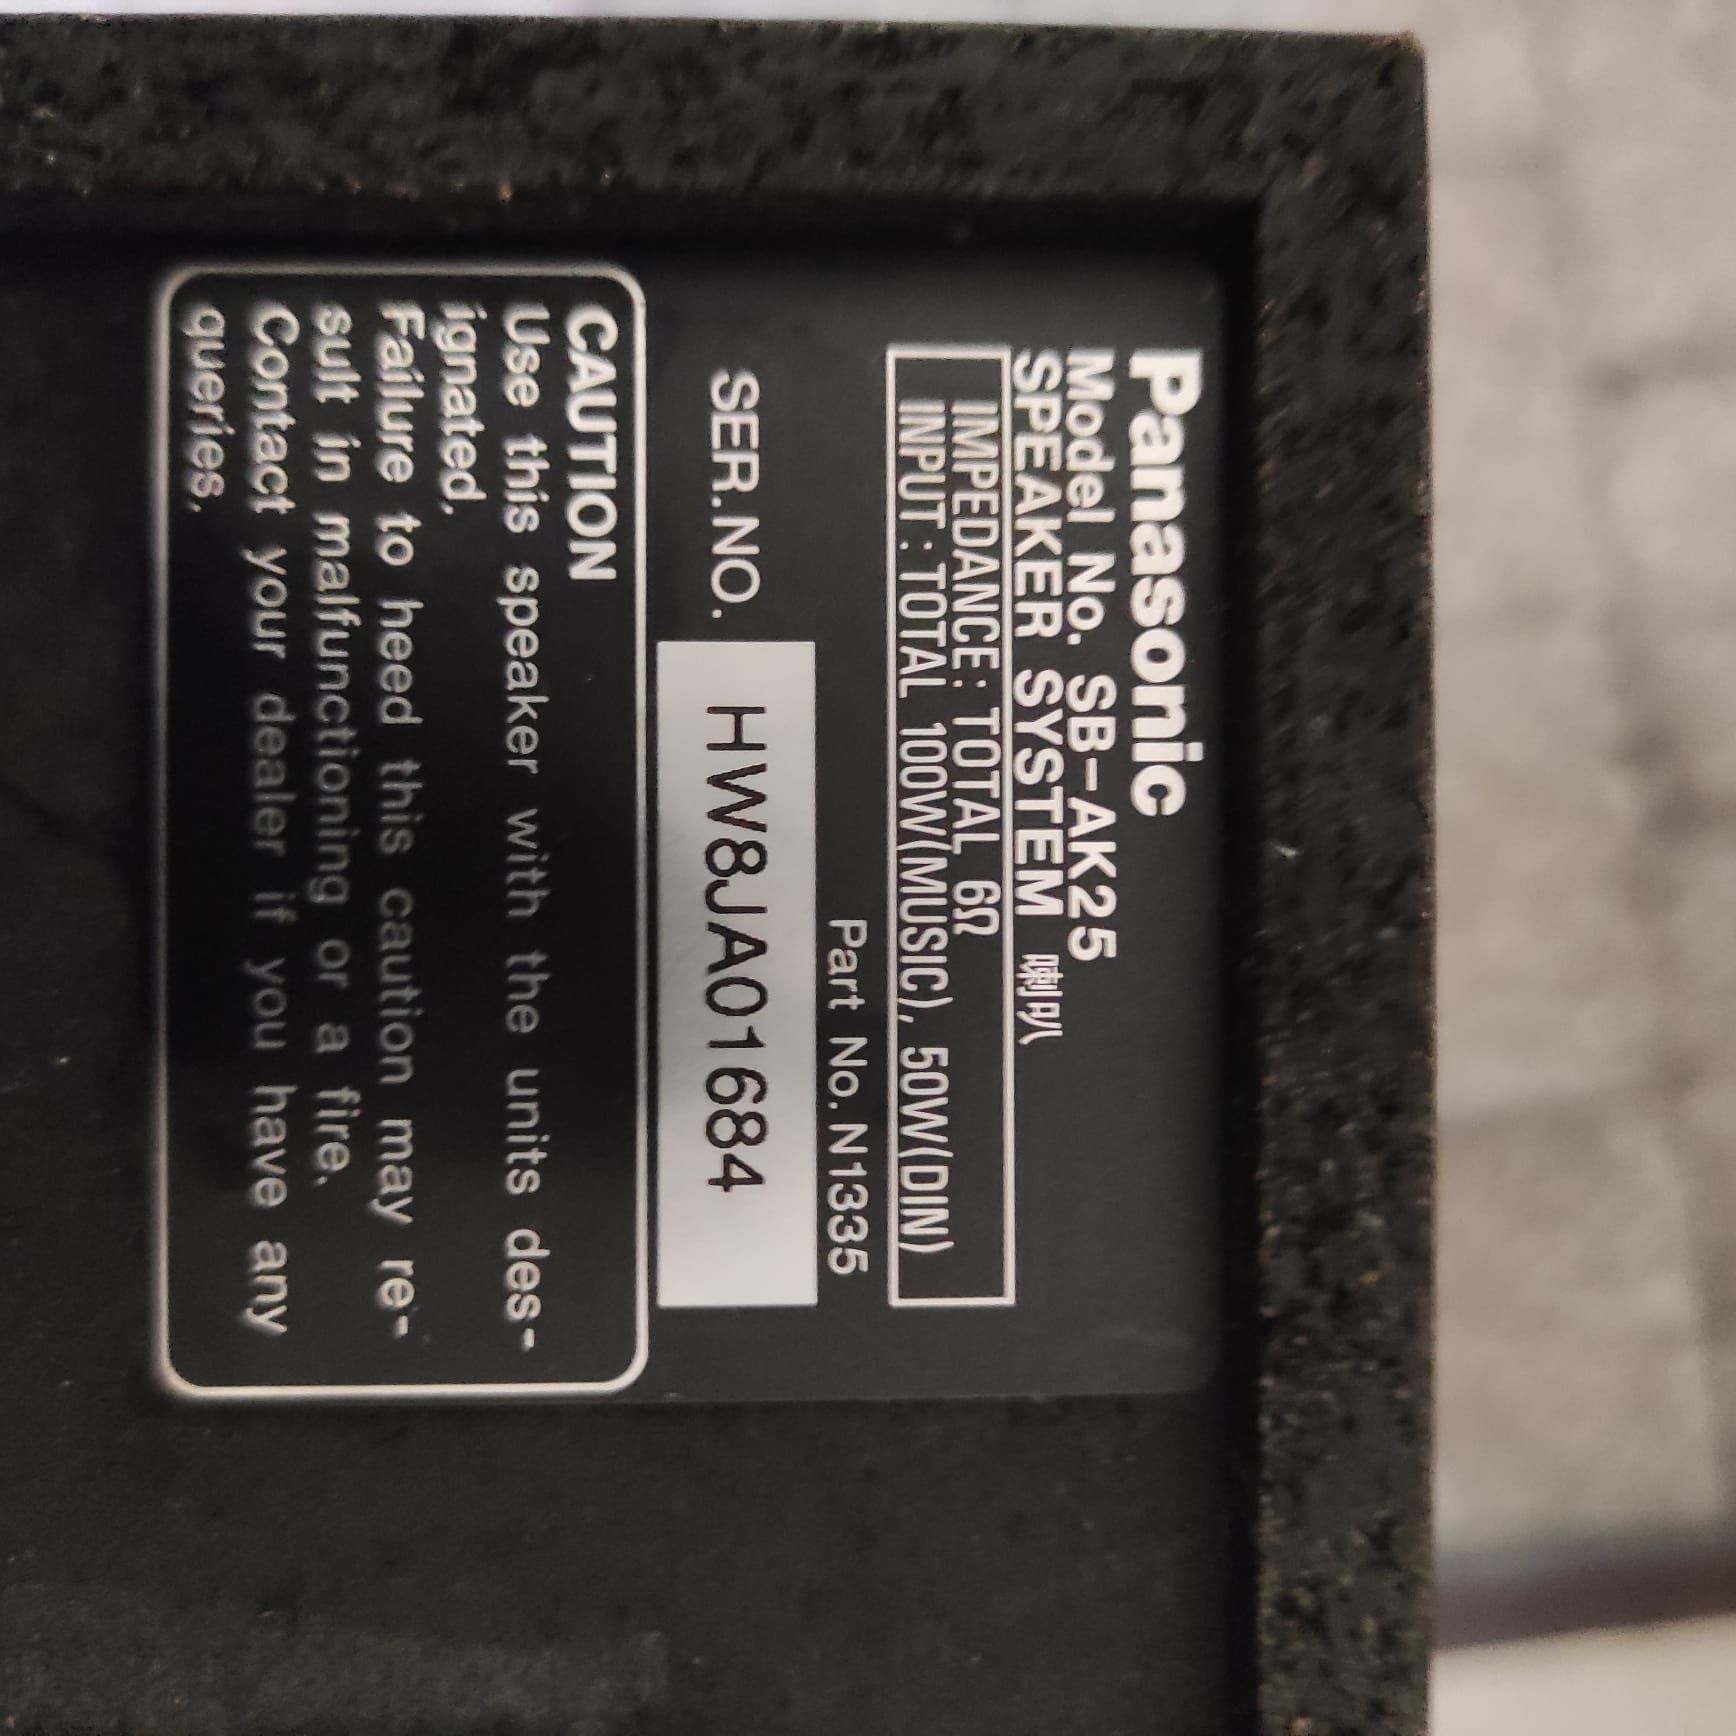 Panasonic
Model No. SB-AK25
SPEAKER SYSTEM 喇叭
IMPEDANCE: TOTAL 6Ω
INPUT: TOTAL 100W(MUSIC), 50W(DIN)
Part No. N1335
SER.NO. HW8JA01684
CAUTION
Use this speaker with the units des-
ignated,
Failure to heed this caution may re-
sult in malfunctioning or a fire.
Contact your dealer if you have any
queries.